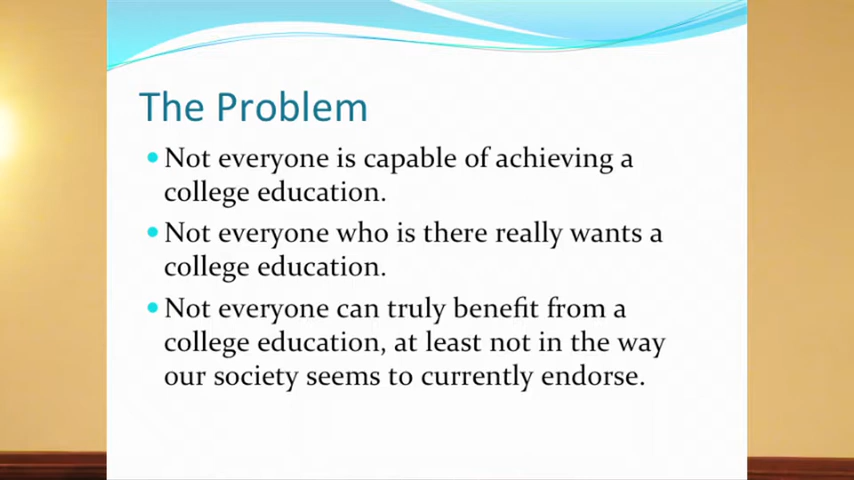 The Problem
• Not everyone is capable of achieving a
college education.
• Not everyone who is there really wants a
college education.
• Not everyone can truly benefit from a
college education, at least not in the way
our society seems to currently endorse.